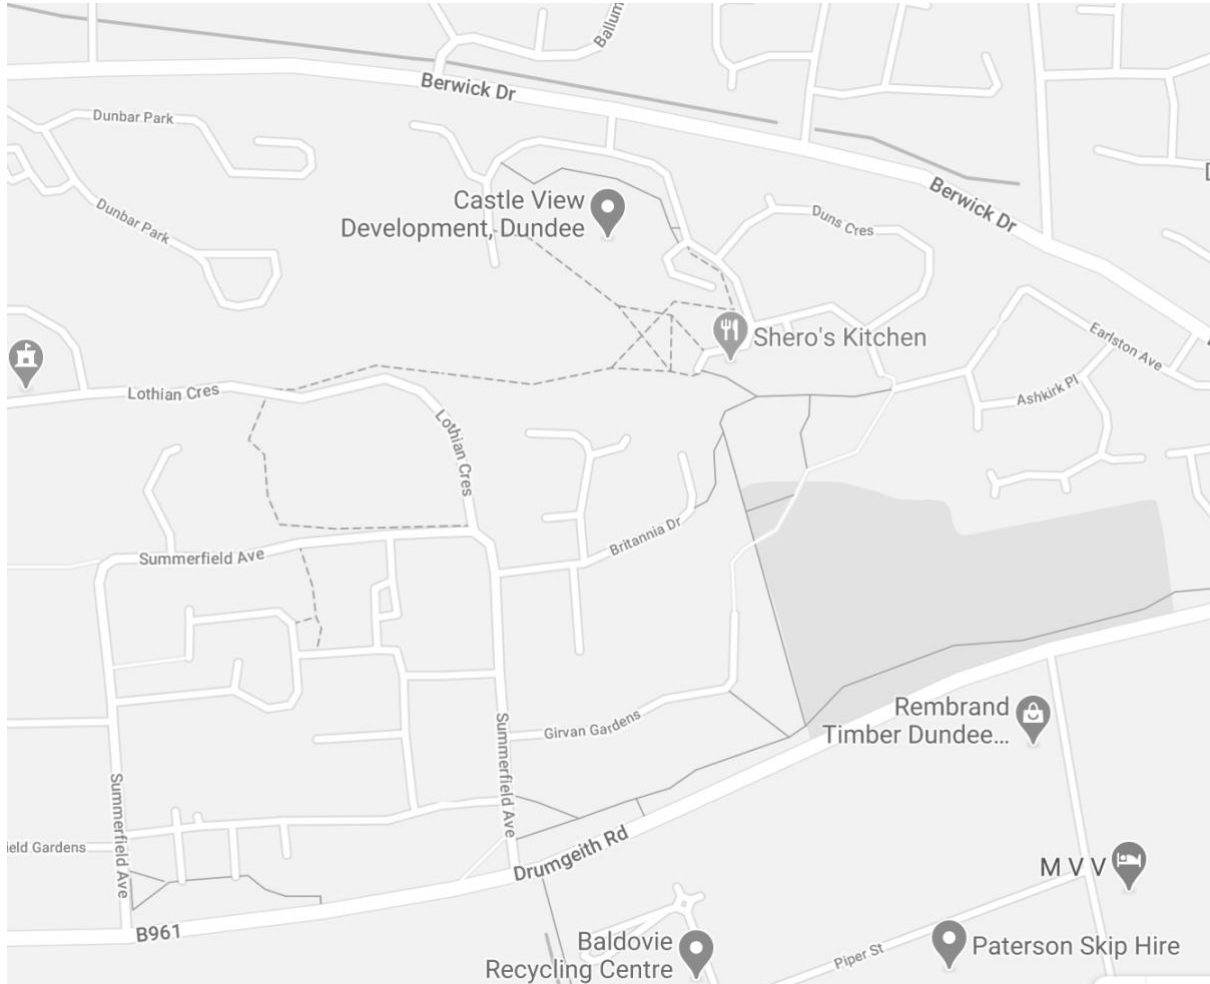 Ballum
Berwick Dr
Dunbar Park
Berwick Dr
Castle View
Development, Dundee
Duns Cres
Dunbar Park
Shero's Kitchen
Earlston Ave
Lothian Cres
Ashkirk Pl
Lothian Cres
Britannia Dr
Summerfield Ave
Rembrand
Timber Dundee...
Girvan Gardens
Summerfield Ave
Summerfield Ave
ield Gardens
Drumgeith Rd
M V V
B961
Baldovie
Recycling Centre
Piper St
Paterson Skip Hire